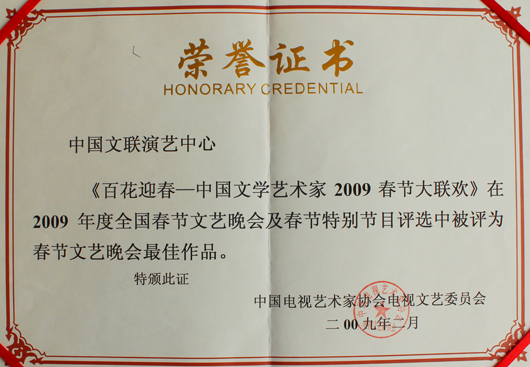 荣誉证书
HONORARY CREDENTIAL
中国文联演艺中心
《百花迎春—中国文学艺术家 2009 春节大联欢》在
2009 年度全国春节文艺晚会及春节特别节目评选中被评为
春节文艺晚会最佳作品。
特颁此证
中国电视艺术家协会电视文艺委员会
二 00 九年 月